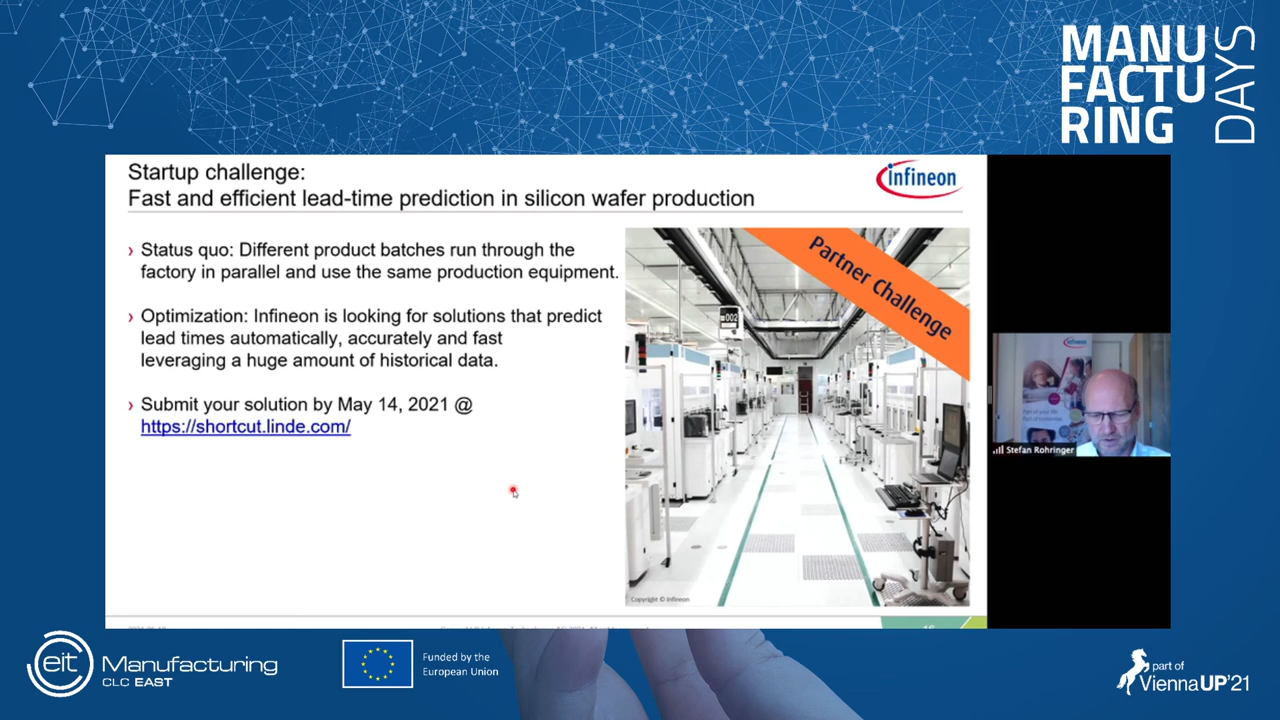 MANU
FACTU
RING
DAYS
Startup challenge:
Fast and efficient lead-time prediction in silicon wafer production
infineon
› Status quo: Different product batches run through the
factory in parallel and use the same production equipment.
› Optimization: Infineon is looking for solutions that predict
lead times automatically, accurately and fast
leveraging a huge amount of historical data.
› Submit your solution by May 14, 2021 @
https://shortcut.linde.com/
Partner Challenge
002
Copyright © Infineon
infineon
Stefan Rohringer
eit Manufacturing
CLC EAST
Funded by the
European Union
part of
ViennaUP'21